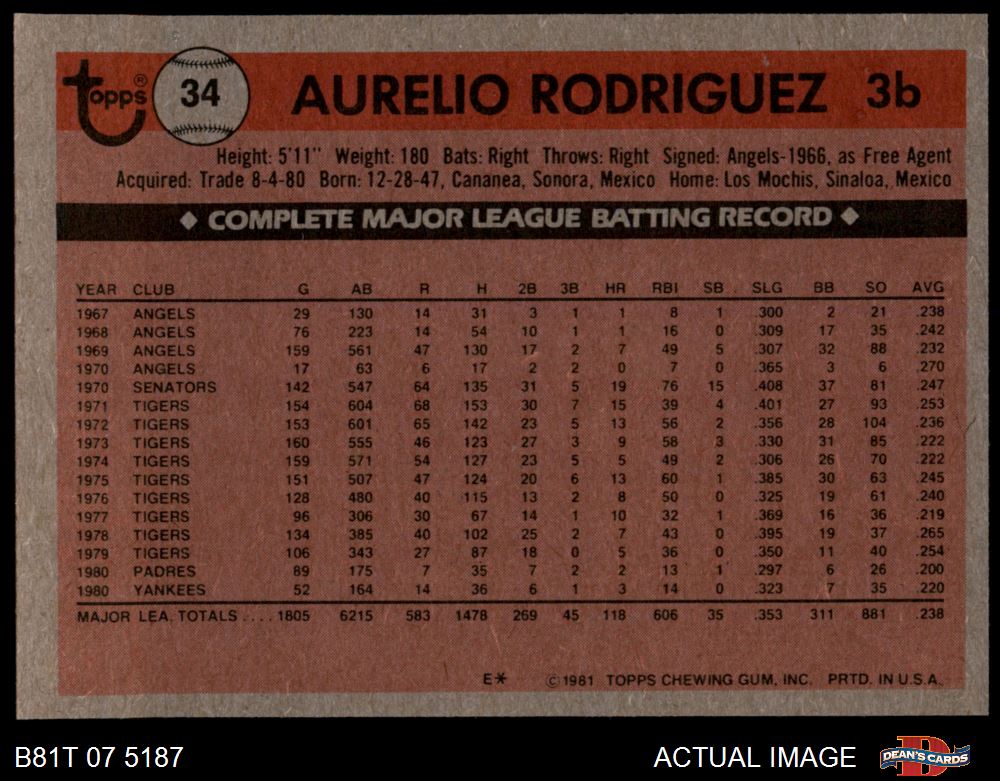 Topps® 34 AURELIO RODRIGUEZ 3b
Height: 5'11" Weight: 180 Bats: Right Throws: Right Signed: Angels-1966, as Free Agent
Acquired: Trade 8-4-80 Born: 12-28-47, Cananea, Sonora, Mexico Home: Los Mochis, Sinaloa, Mexico
◆ COMPLETE MAJOR LEAGUE BATTING RECORD ◆
YEAR CLUB G AB R H 2B 3B HR RBI SB SLG BB SO AVG
1967 ANGELS 29 130 14 31 3 1 1 8 1 .300 2 21 .238
1968 ANGELS 76 223 14 54 10 1 1 16 0 .309 17 35 .242
1969 ANGELS 159 561 47 130 17 2 7 49 5 .307 32 88 .232
1970 ANGELS 17 63 6 17 2 2 0 7 0 .365 3 6 .270
1970 SENATORS 142 547 64 135 31 5 19 76 15 .408 37 81 .247
1971 TIGERS 154 604 68 153 30 7 15 39 4 .401 27 93 .253
1972 TIGERS 153 601 65 142 23 5 13 56 2 .356 28 104 .236
1973 TIGERS 160 555 46 123 27 3 9 58 3 .330 31 85 .222
1974 TIGERS 159 571 54 127 23 5 5 49 2 .306 26 70 .222
1975 TIGERS 151 507 47 124 20 6 13 60 1 .385 30 63 .245
1976 TIGERS 128 480 40 115 13 2 8 50 0 .325 19 61 .240
1977 TIGERS 96 306 30 67 14 1 10 32 1 .369 16 36 .219
1978 TIGERS 134 385 40 102 25 2 7 43 0 .395 19 37 .265
1979 TIGERS 106 343 27 87 18 0 5 36 0 .350 11 40 .254
1980 PADRES 89 175 7 35 7 2 2 13 1 .297 6 26 .200
1980 YANKEES 52 164 14 36 6 1 3 14 0 .323 7 35 .220
MAJOR LEA. TOTALS .... 1805 6215 583 1478 269 45 118 606 35 .353 311 881 .238
E* © 1981 TOPPS CHEWING GUM, INC. PRTD. IN U.S.A.
B81T 07 5187 ACTUAL IMAGE DEAN'S CARDS